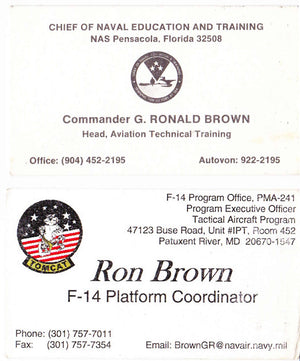 CHIEF OF NAVAL EDUCATION AND TRAINING
NAS Pensacola, Florida 32508
Commander G. RONALD BROWN
Head, Aviation Technical Training
Office: (904) 452-2195 Autovon: 922-2195
F-14 Program Office, PMA-241
Program Executive Officer
Tactical Aircraft Program
47123 Buse Road, Unit #IPT, Room 452
Patuxent River, MD 20670-1547
TOMCAT
Ron Brown
F-14 Platform Coordinator
Phone: (301) 757-7011
Fax: (301) 757-7354 Email: BrownGR@navair.navy.mil